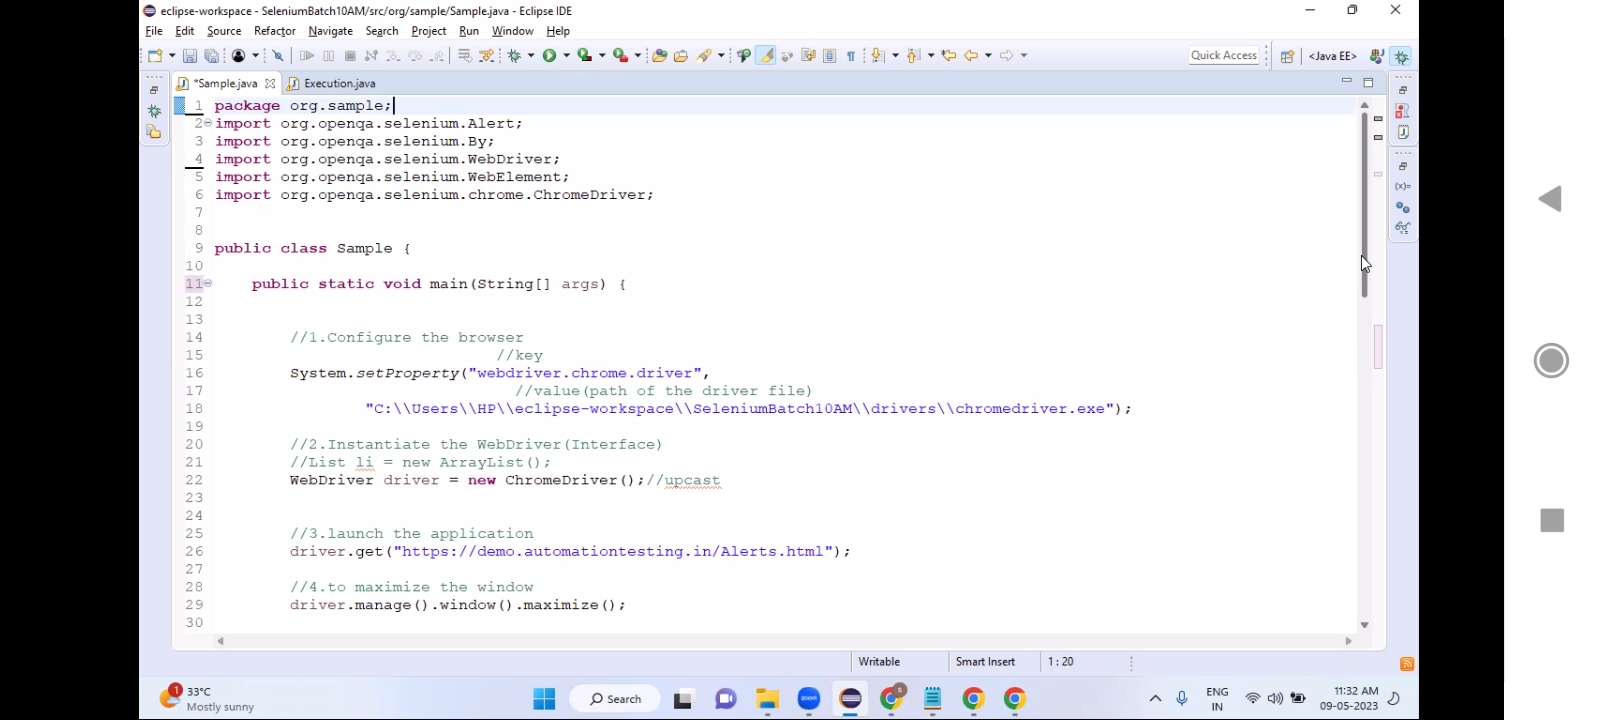 eclipse-workspace - SeleniumBatch10AM/src/org/sample/Sample.java - Eclipse IDE
File Edit Source Refactor Navigate Search Project Run Window Help
Quick Access <Java EE>
*Sample.java Execution.java
1 package org.sample;
2 import org.openqa.selenium.Alert;
3 import org.openqa.selenium.By;
4 import org.openqa.selenium.WebDriver;
5 import org.openqa.selenium.WebElement;
6 import org.openqa.selenium.chrome.ChromeDriver;
7
8
9 public class Sample {
10
11 public static void main(String[] args) {
12
13
14 //1.Configure the browser
15 //key
16 System.setProperty("webdriver.chrome.driver",
17 //value(path of the driver file)
18 "C:\\Users\\HP\\eclipse-workspace\\SeleniumBatch10AM\\drivers\\chromedriver.exe");
19
20 //2.Instantiate the WebDriver(Interface)
21 //List li = new ArrayList();
22 WebDriver driver = new ChromeDriver();//upcast
23
24
25 //3.launch the application
26 driver.get("https://demo.automationtesting.in/Alerts.html");
27
28 //4.to maximize the window
29 driver.manage().window().maximize();
30
Writable Smart Insert 1 : 20
1 33°C
Mostly sunny
Search
zoom
S
ENG
IN
11:32 AM
09-05-2023